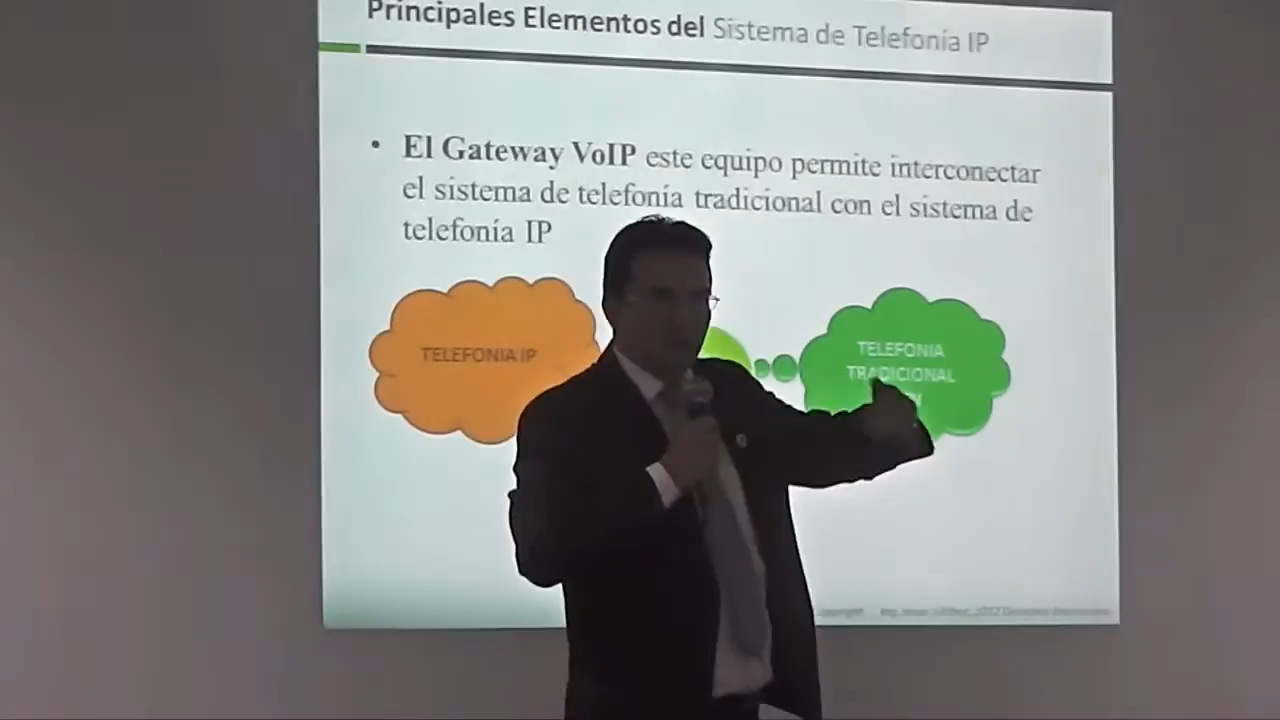 Principales Elementos del Sistema de Telefonía IP
• El Gateway VoIP este equipo permite interconectar
el sistema de telefonía tradicional con el sistema de
telefonía IP
TELEFONIA IP
TELEFONIA
TRADICIONAL